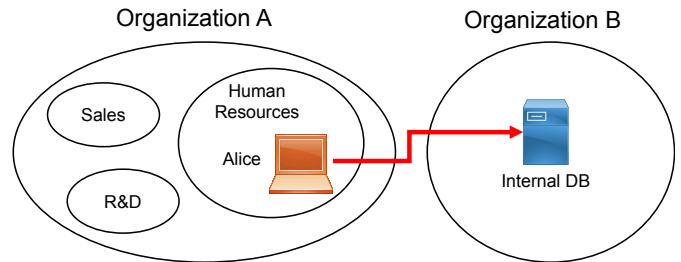 Organization A
Organization B
Sales
Human
Resources
Alice
R&D
Internal DB